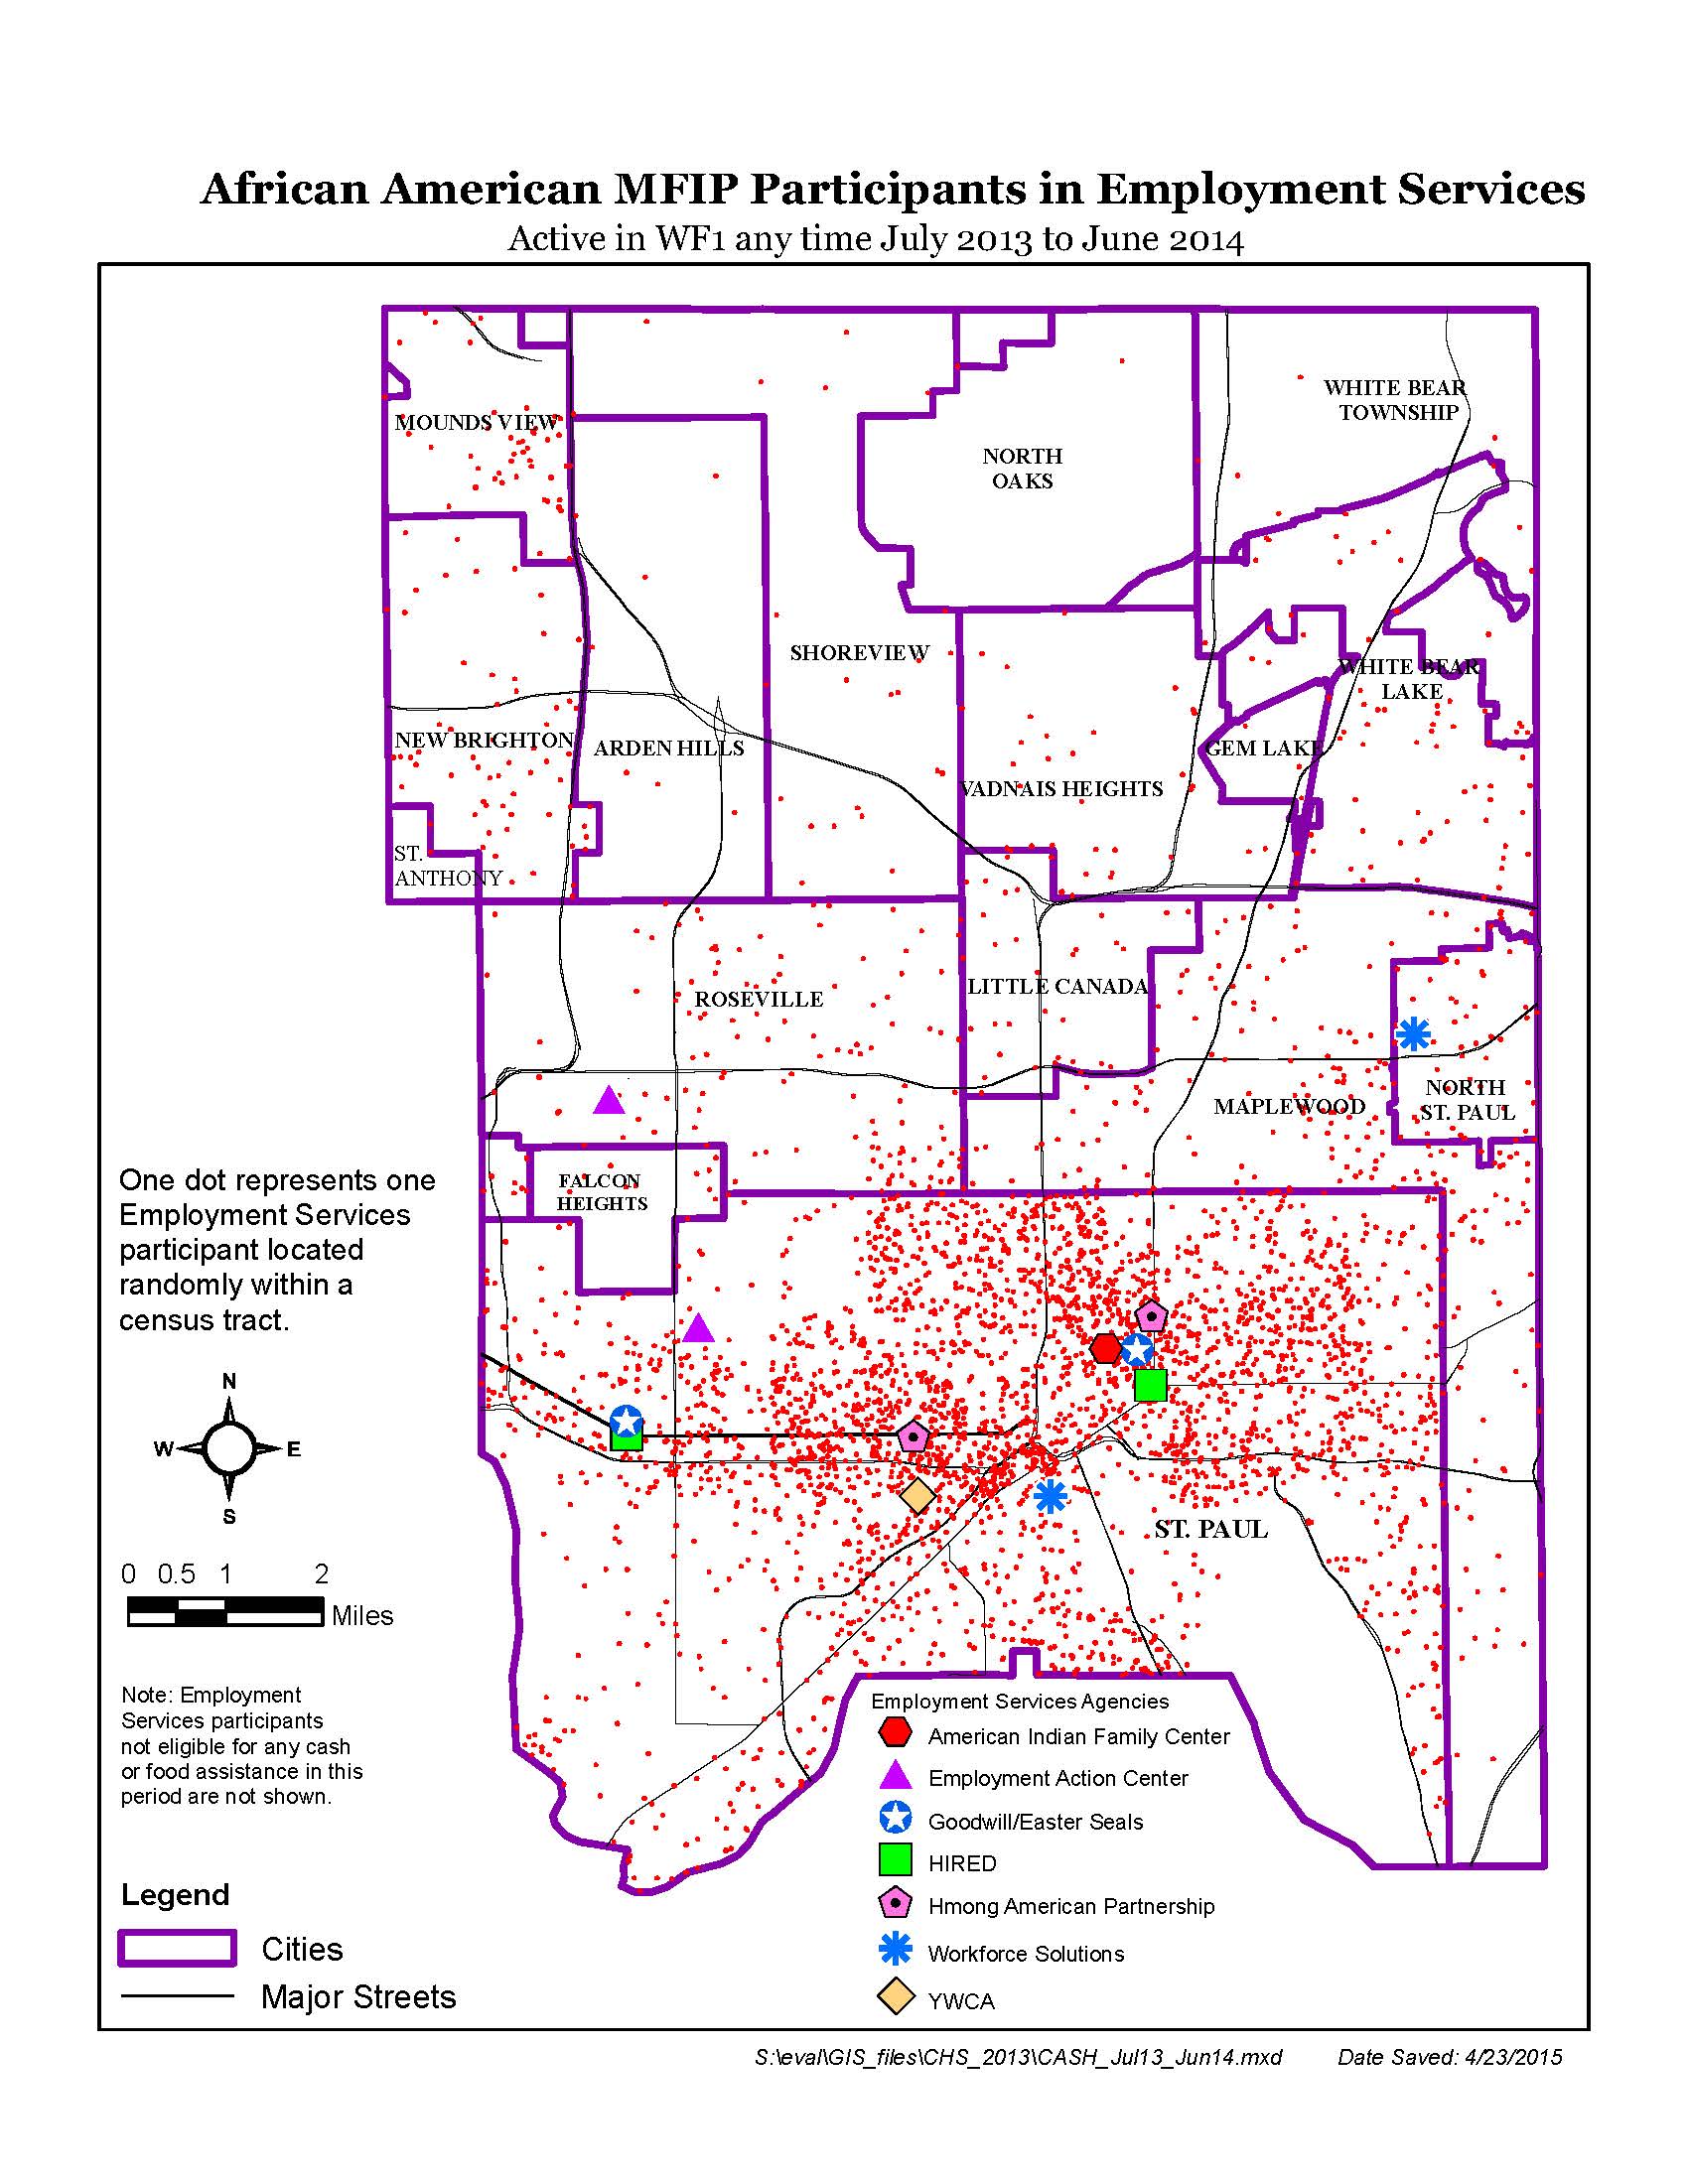 African American MFIP Participants in Employment Services
Active in WF1 any time July 2013 to June 2014
MOUNDS VIEW
WHITE BEAR
TOWNSHIP
NORTH
OAKS
SHOREVIEW
WHITE BEAR
LAKE
NEW BRIGHTON
ARDEN HILLS
GEM LAKE
VADNAIS HEIGHTS
ST.
ANTHONY
ROSEVILLE
LITTLE CANADA
MAPLEWOOD
NORTH
ST. PAUL
FALCON
HEIGHTS
ST. PAUL
One dot represents one
Employment Services
participant located
randomly within a
census tract.
N
W
E
S
0 0.5 1 2
Miles
Note: Employment
Services participants
not eligible for any cash
or food assistance in this
period are not shown.
Legend
Cities
Major Streets
Employment Services Agencies
American Indian Family Center
Employment Action Center
Goodwill/Easter Seals
HIRED
Hmong American Partnership
Workforce Solutions
YWCA
S:\eval\GIS_files\CHS_2013\CASH_Jul13_Jun14.mxd
Date Saved: 4/23/2015